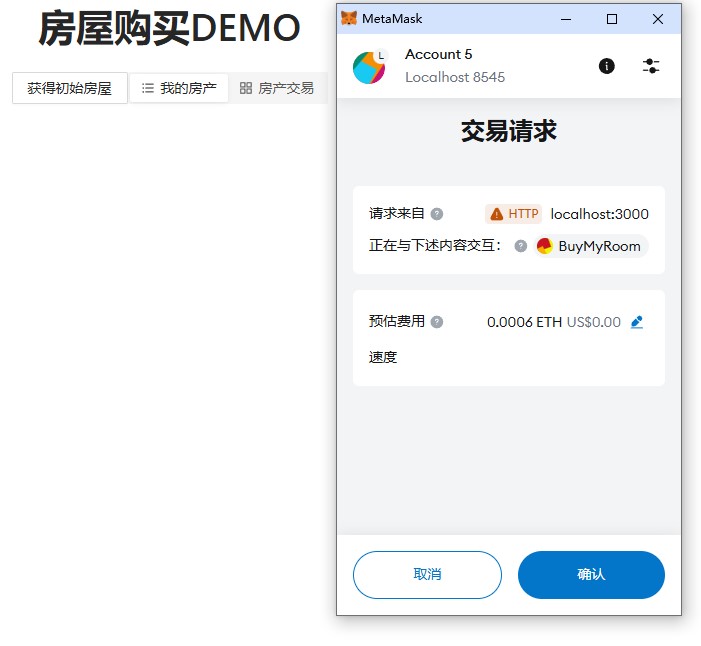 房屋购买DEMO
获得初始房屋 我的房产 房产交易
MetaMask
L
Account 5
Localhost 8545
交易请求
请求来自 HTTP localhost:3000
正在与下述内容交互： BuyMyRoom
预估费用 0.0006 ETH US$0.00
速度
取消 确认